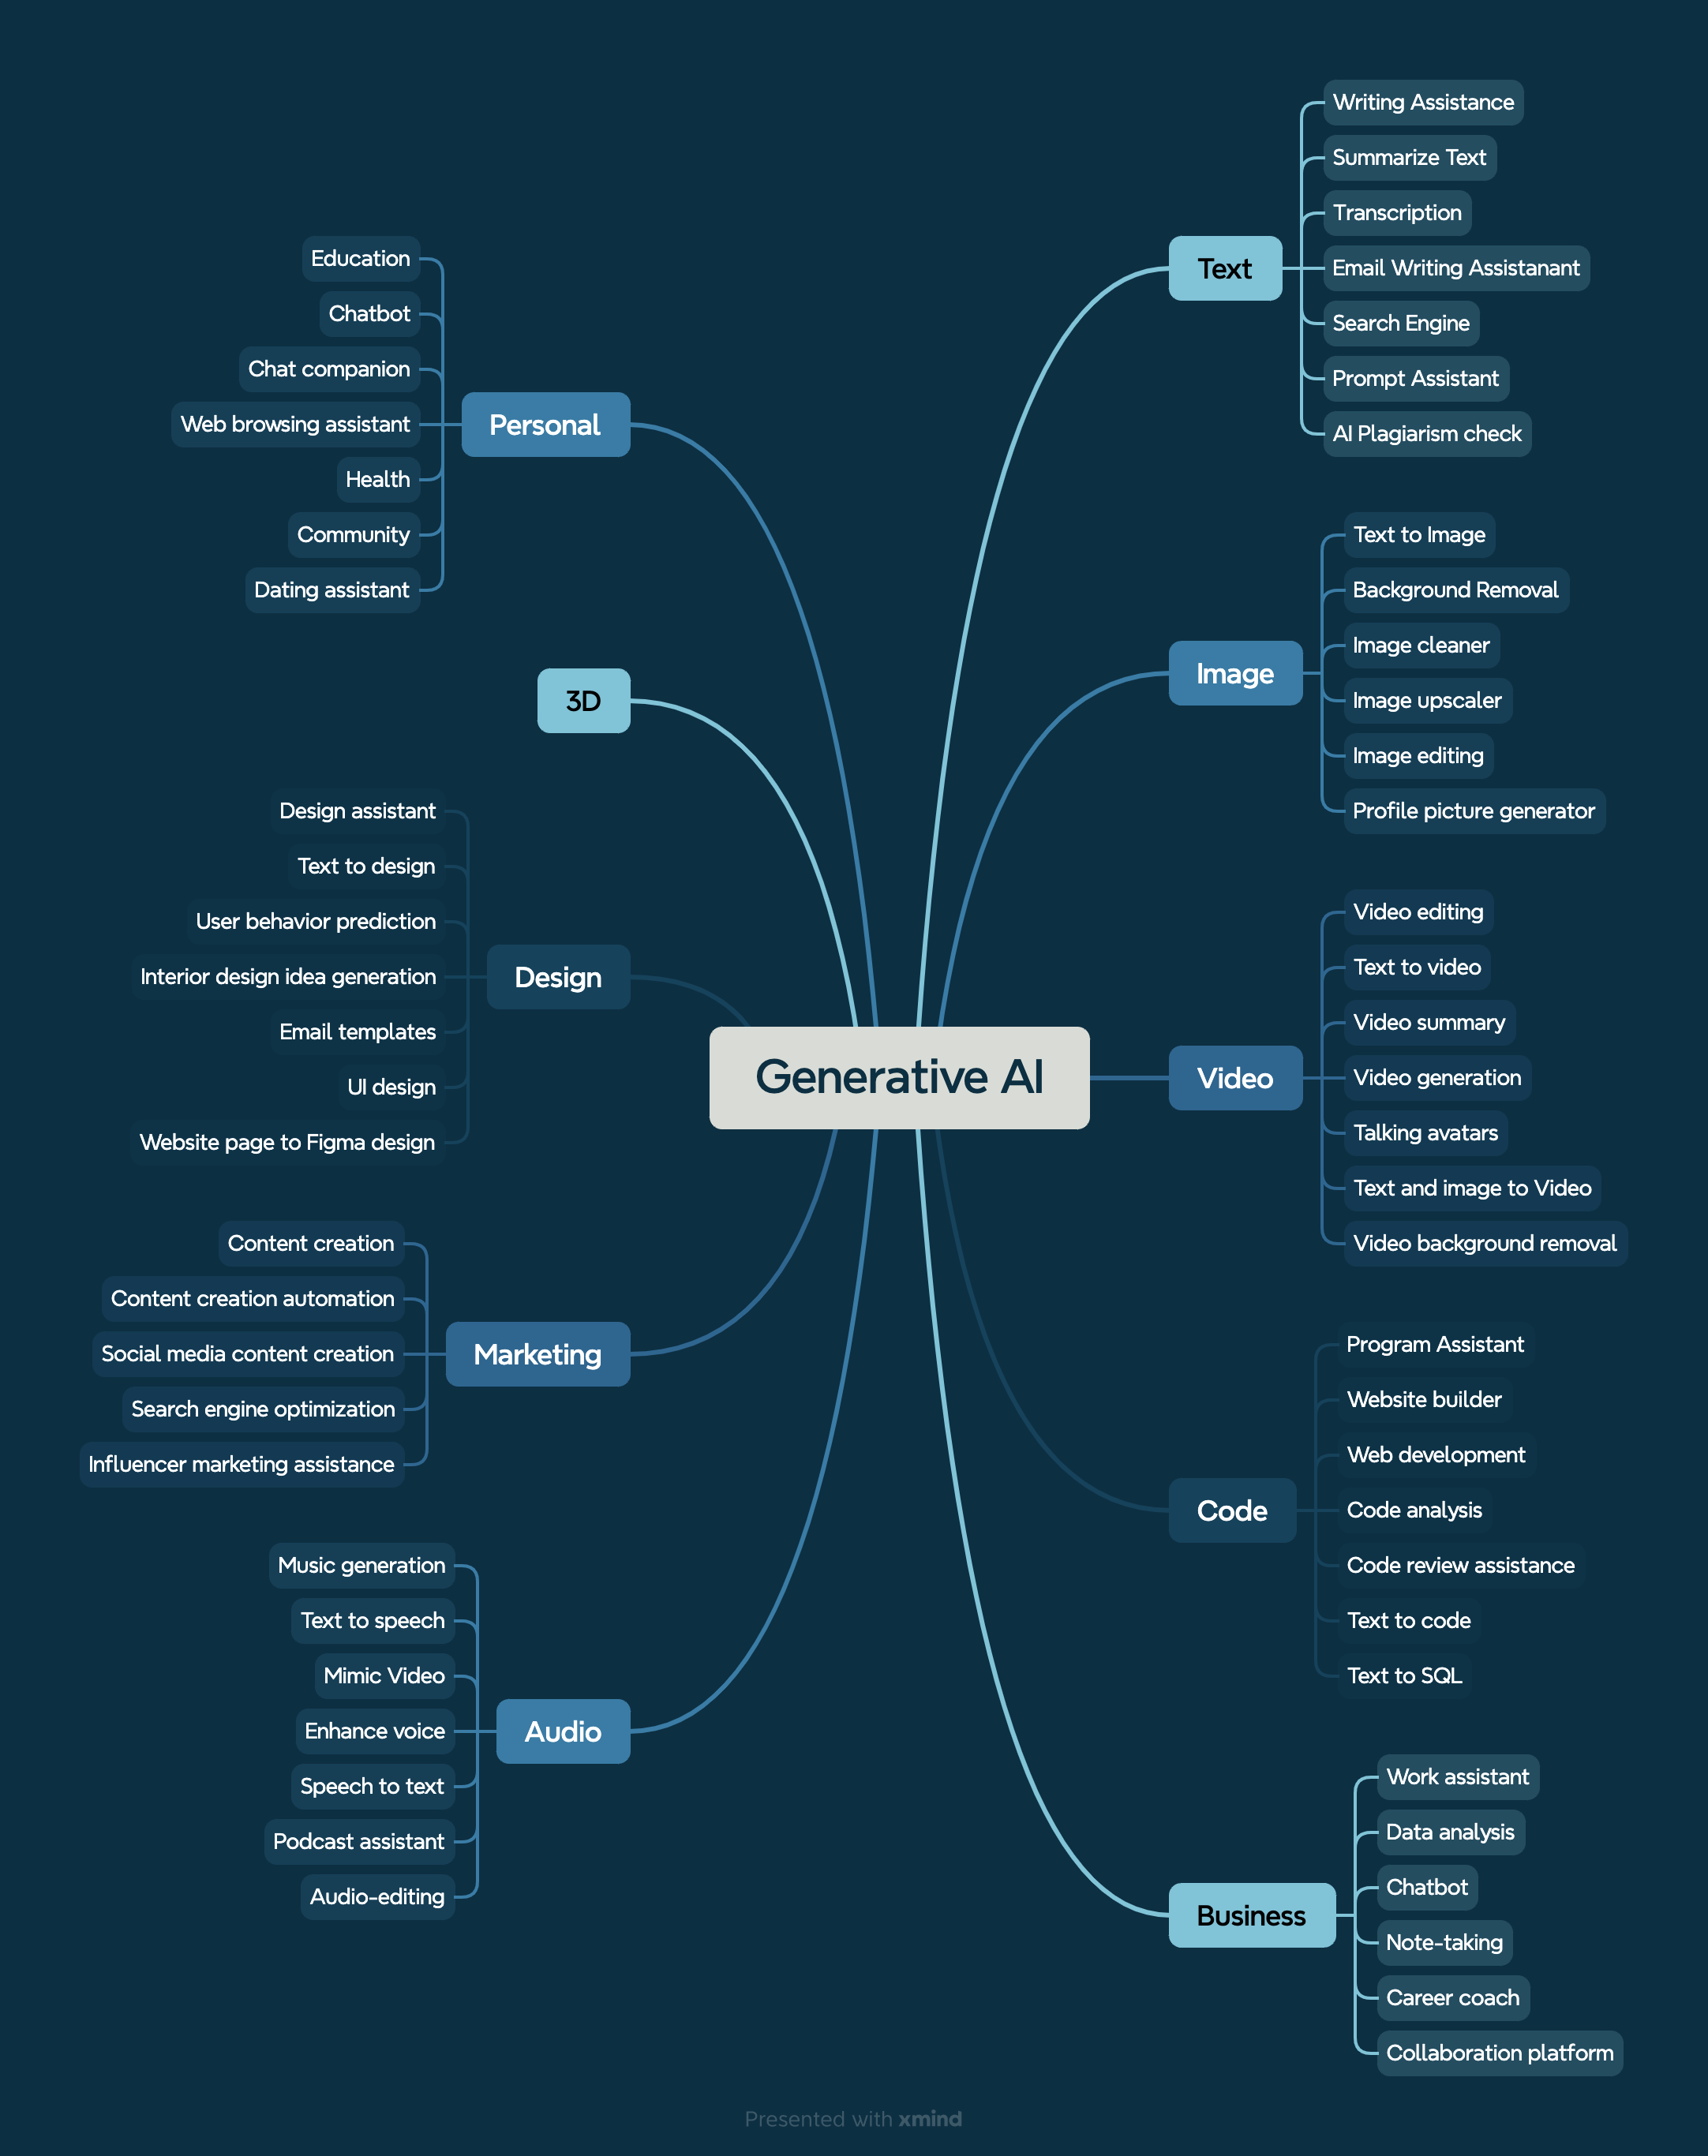 Generative AI
Text
Writing Assistance
Summarize Text
Transcription
Email Writing Assistanant
Search Engine
Prompt Assistant
AI Plagiarism check
Image
Text to Image
Background Removal
Image cleaner
Image upscaler
Image editing
Profile picture generator
Video
Video editing
Text to video
Video summary
Video generation
Talking avatars
Text and image to Video
Video background removal
Code
Program Assistant
Website builder
Web development
Code analysis
Code review assistance
Text to code
Text to SQL
Business
Work assistant
Data analysis
Chatbot
Note-taking
Career coach
Collaboration platform
Personal
Education
Chatbot
Chat companion
Web browsing assistant
Health
Community
Dating assistant
3D
Design
Design assistant
Text to design
User behavior prediction
Interior design idea generation
Email templates
UI design
Website page to Figma design
Marketing
Content creation
Content creation automation
Social media content creation
Search engine optimization
Influencer marketing assistance
Audio
Music generation
Text to speech
Mimic Video
Enhance voice
Speech to text
Podcast assistant
Audio-editing
Presented with xmind